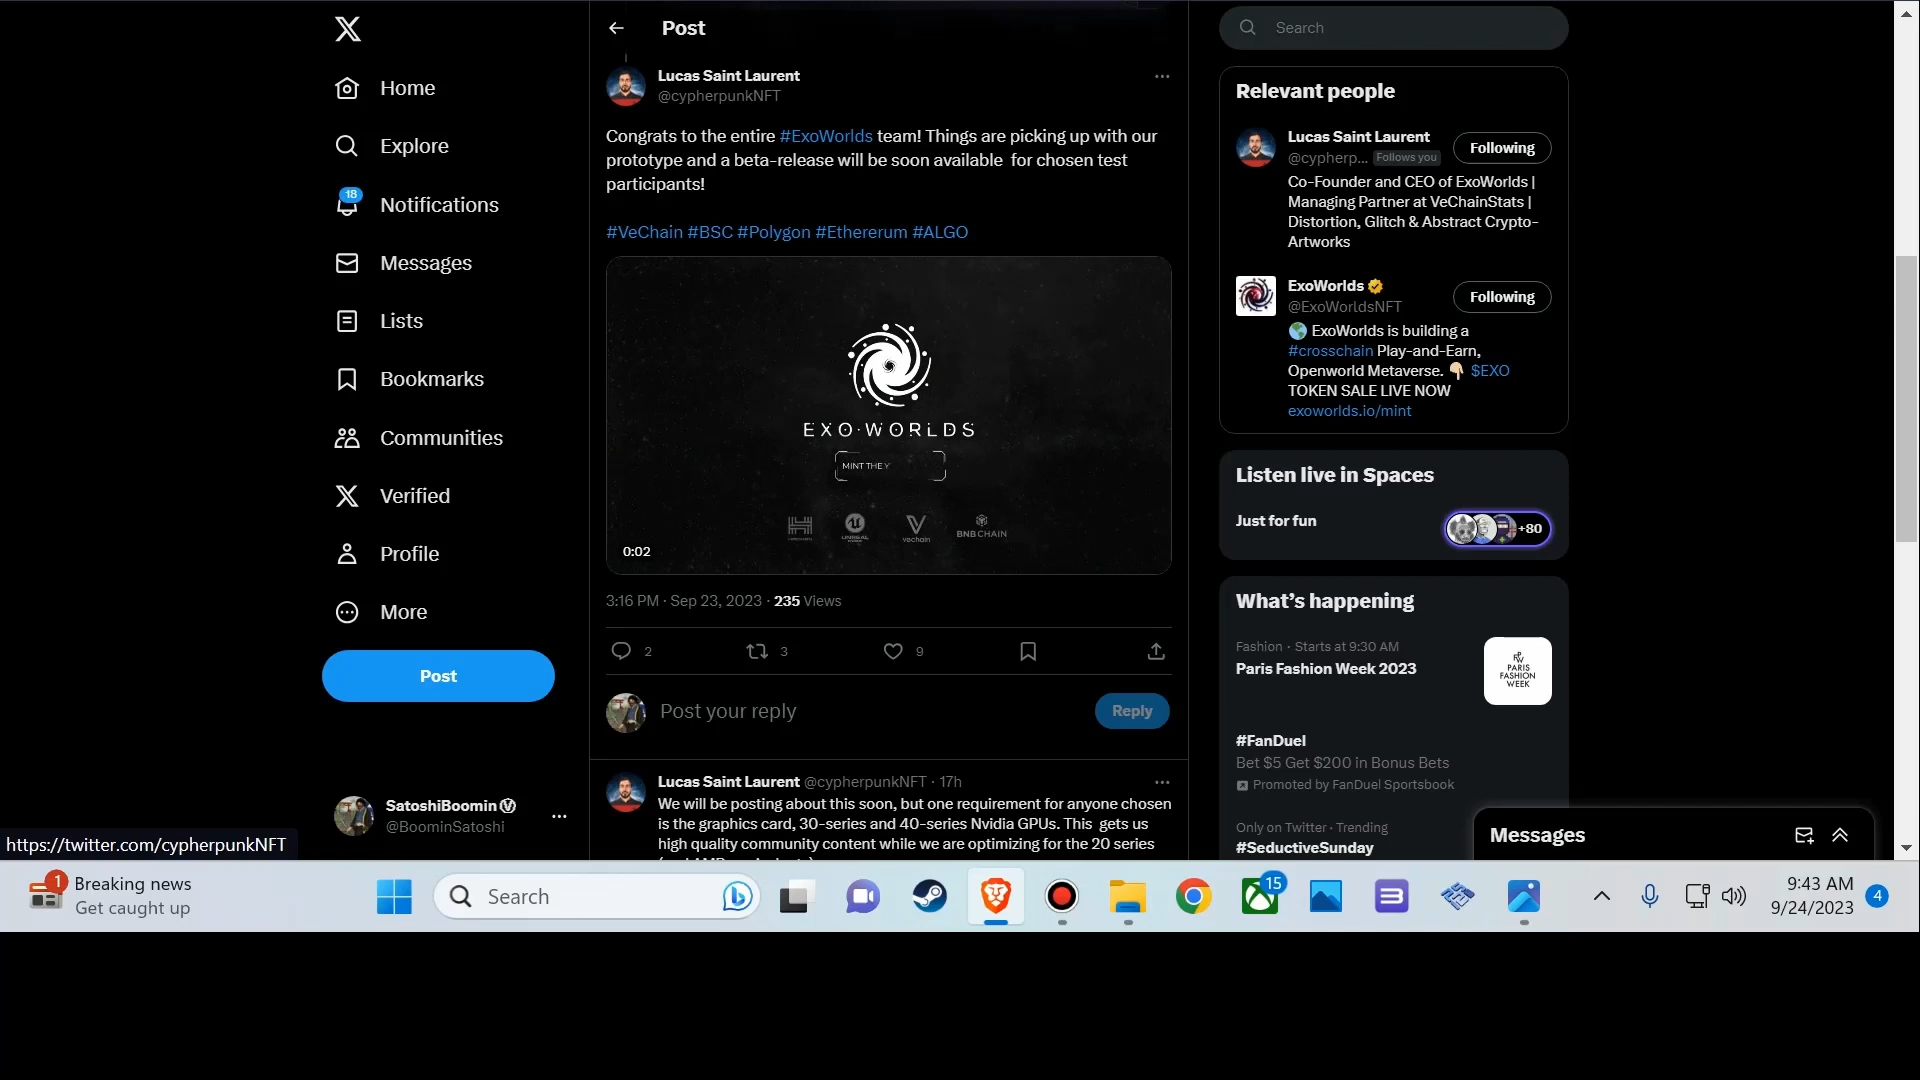 Post
Search
Home
Explore
18
Notifications
Messages
Lists
Bookmarks
Communities
Verified
Profile
More
Post
SatoshiBoomin
@BoominSatoshi
https://twitter.com/cypherpunkNFT
Lucas Saint Laurent
@cypherpunkNFT
Congrats to the entire #ExoWorlds team! Things are picking up with our
prototype and a beta-release will be soon available for chosen test
participants!
#VeChain #BSC #Polygon #Ethererum #ALGO
EXO·WORLDS
MINT THE Y
UNREAL
vechain
BNB CHAIN
0:02
3:16 PM · Sep 23, 2023 · 235 Views
2
3
9
Post your reply
Reply
Lucas Saint Laurent @cypherpunkNFT · 17h
We will be posting about this soon, but one requirement for anyone chosen
is the graphics card, 30-series and 40-series Nvidia GPUs. This gets us
high quality community content while we are optimizing for the 20 series
Relevant people
Lucas Saint Laurent
@cypherp... Follows you
Following
Co-Founder and CEO of ExoWorlds |
Managing Partner at VeChainStats |
Distortion, Glitch & Abstract Crypto-
Artworks
ExoWorlds
@ExoWorldsNFT
Following
ExoWorlds is building a
#crosschain Play-and-Earn,
Openworld Metaverse. 👇🏻 $EXO
TOKEN SALE LIVE NOW
exoworlds.io/mint
Listen live in Spaces
Just for fun
+80
What's happening
Fashion · Starts at 9:30 AM
Paris Fashion Week 2023
PARIS
FASHION
WEEK
#FanDuel
Bet $5 Get $200 in Bonus Bets
Promoted by FanDuel Sportsbook
Only on Twitter · Trending
#SeductiveSunday
Messages
1
Breaking news
Get caught up
Search
15
9:43 AM
9/24/2023
4